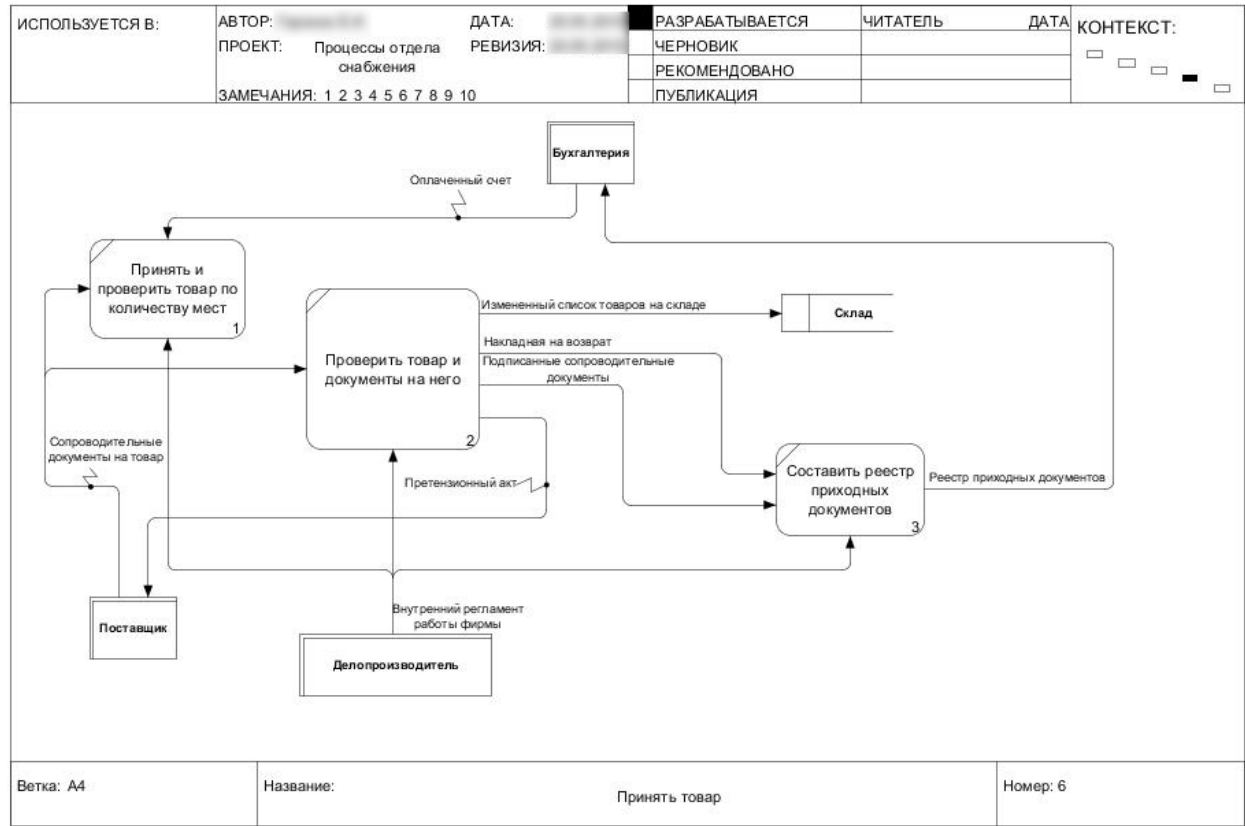 ИСПОЛЬЗУЕТСЯ В:
АВТОР:
ДАТА:
ПРОЕКТ: Процессы отдела
снабжения
РЕВИЗИЯ:
ЗАМЕЧАНИЯ: 1 2 3 4 5 6 7 8 9 10
РАЗРАБАТЫВАЕТСЯ
ЧЕРНОВИК
РЕКОМЕНДОВАНО
ПУБЛИКАЦИЯ
ЧИТАТЕЛЬ
ДАТА
КОНТЕКСТ:
Бухгалтерия
Оплаченный счет
Принять и
проверить товар по
количеству мест
1
Измененный список товаров на складе
Склад
Накладная на возврат
Подписанные сопроводительные
документы
Проверить товар и
документы на него
2
Сопроводительные
документы на товар
Претензионный акт
Составить реестр
приходных
документов
3
Реестр приходных документов
Поставщик
Внутренний регламент
работы фирмы
Делопроизводитель
Ветка: А4
Название:
Принять товар
Номер: 6